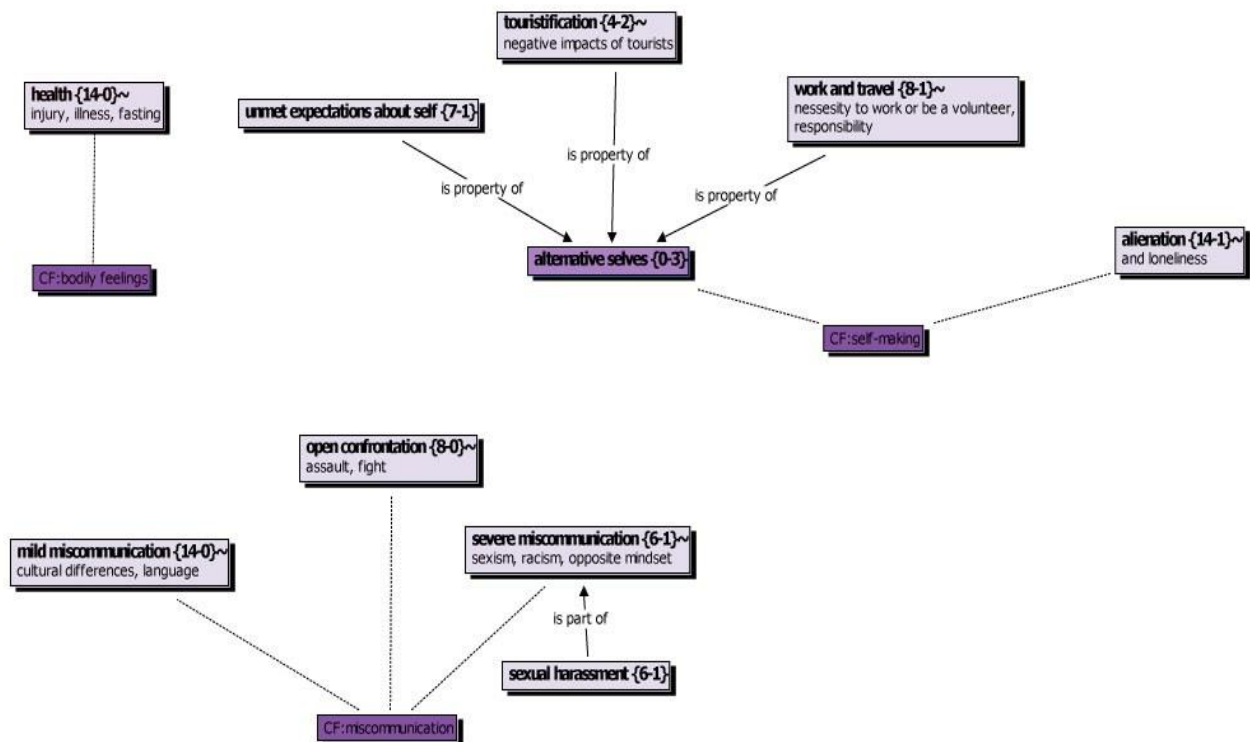 touristification {4-2}~
negative impacts of tourists
health {14-0}~
injury, illness, fasting
unmet expectations about self {7-1}
work and travel {8-1}~
nessesity to work or be a volunteer,
responsibility
is property of
is property of
is property of
alternative selves {0-3}
alienation {14-1}~
and loneliness
CF:bodily feelings
CF:self-making
open confrontation {8-0}~
assault, fight
mild miscommunication {14-0}~
cultural differences, language
severe miscommunication {6-1}~
sexism, racism, opposite mindset
is part of
sexual harassment {6-1}
CF:miscommunication